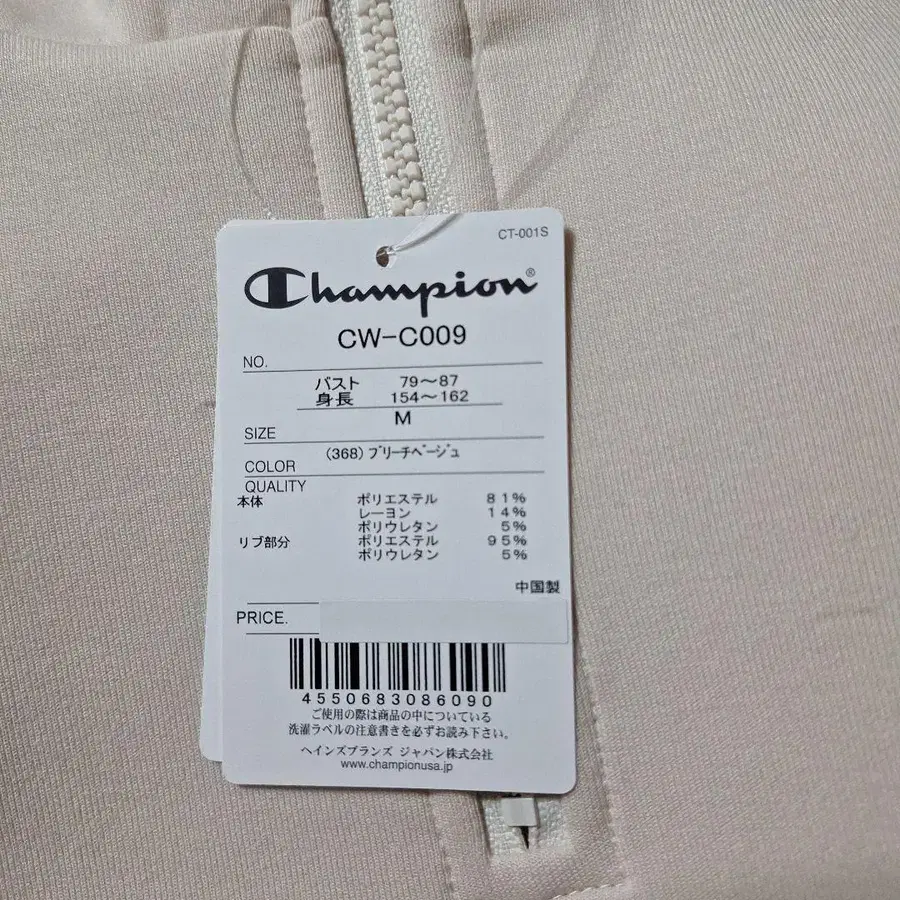 CT-001S
Champion®
CW-C009
NO.
バスト 79～87
身長 154～162
M
SIZE
(368)ブリーチベージュ
COLOR
QUALITY
本体 ポリエステル 81%
レーヨン 14%
ポリウレタン 5%
リブ部分 ポリエステル 95%
ポリウレタン 5%
中国製
PRICE.
4550683086090
ご使用の際は商品の中についている
洗濯ラベルの注意書きを必ずお読み下さい。
ヘインズブランズ ジャパン株式会社
www.championusa.jp